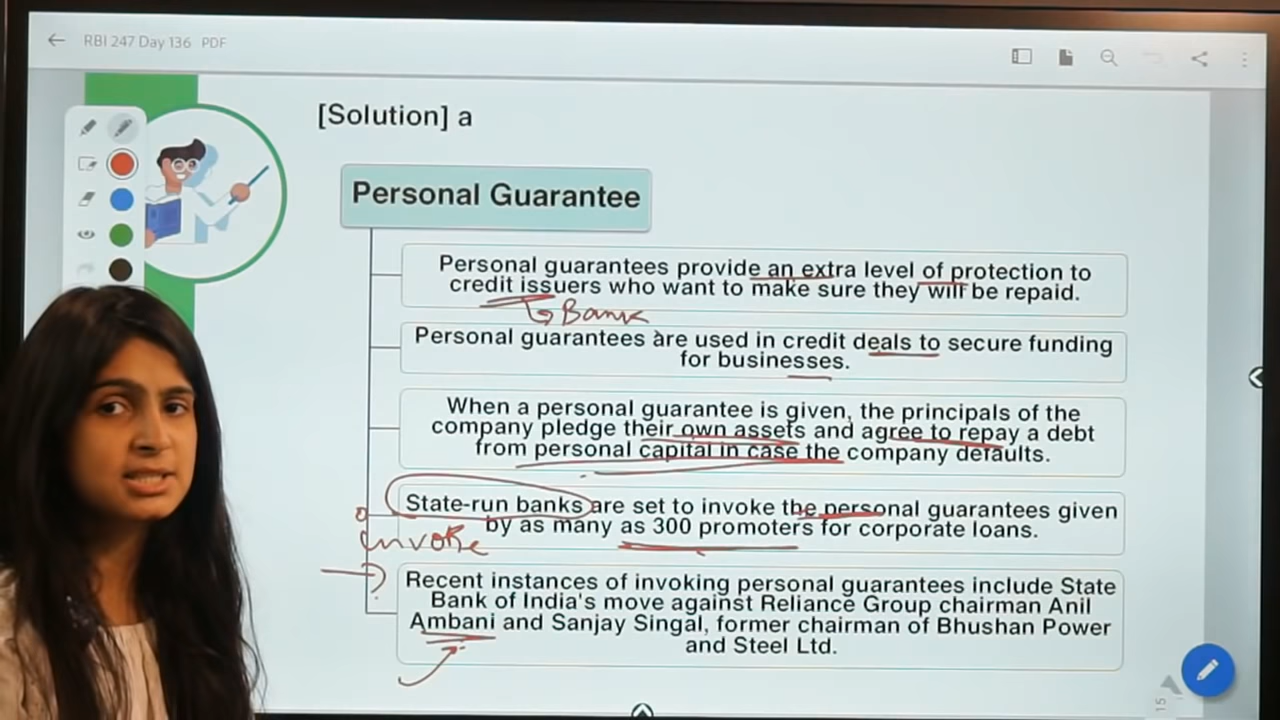 RBI 247 Day 136 PDF
[Solution] a
Personal Guarantee
Personal guarantees provide an extra level of protection to
credit issuers who want to make sure they will be repaid.
Bank
Personal guarantees are used in credit deals to secure funding
for businesses.
When a personal guarantee is given, the principals of the
company pledge their own assets and agree to repay a debt
from personal capital in case the company defaults.
State-run banks are set to invoke the personal guarantees given
by as many as 300 promoters for corporate loans.
invoke
Recent instances of invoking personal guarantees include State
Bank of India's move against Reliance Group chairman Anil
Ambani and Sanjay Singal, former chairman of Bhushan Power
and Steel Ltd.
15